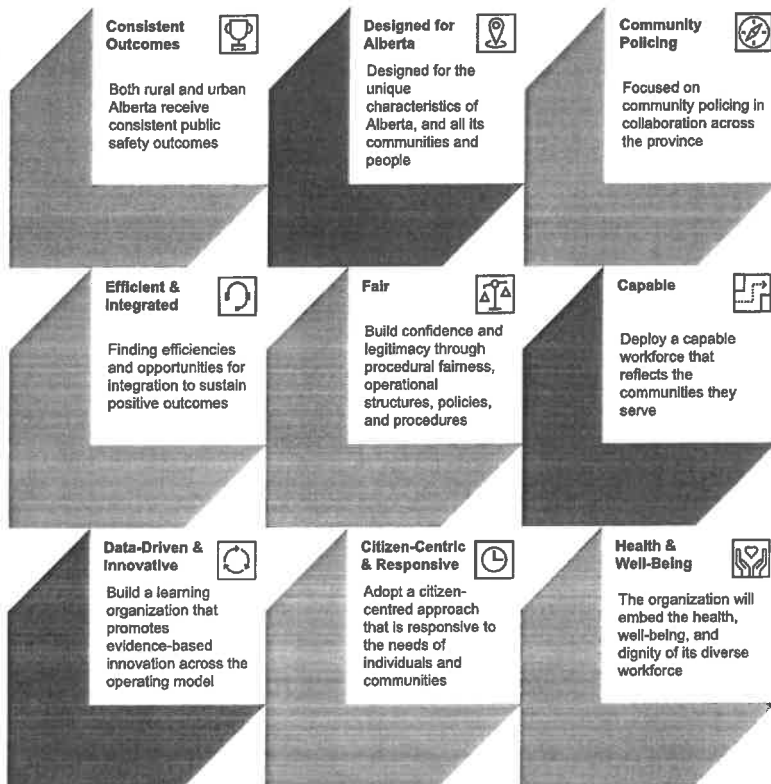 Consistent
Outcomes
Both rural and urban
Alberta receive
consistent public
safety outcomes
Designed for
Alberta
Designed for the
unique
characteristics of
Alberta, and all its
communities and
people
Community
Policing
Focused on
community policing in
collaboration across
the province
Efficient &
Integrated
Finding efficiencies
and opportunities for
integration to sustain
positive outcomes
Fair
Build confidence and
legitimacy through
procedural fairness,
operational
structures, policies,
and procedures
Capable
Deploy a capable
workforce that
reflects the
communities they
serve
Data-Driven &
Innovative
Build a learning
organization that
promotes
evidence-based
innovation across the
operating model
Citizen-Centric
& Responsive
Adopt a citizen-
centred approach
that is responsive to
the needs of
individuals and
communities
Health &
Well-Being
The organization will
embed the health,
well-being, and
dignity of its diverse
workforce